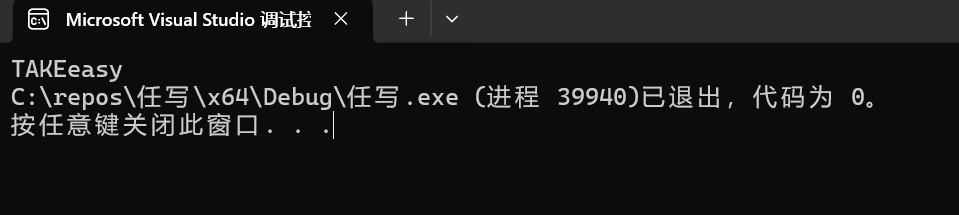 Microsoft Visual Studio 调试控
TAKEeasy
C:\repos\任写\x64\Debug\任写.exe (进程 39940)已退出，代码为 0。
按任意键关闭此窗口. . .